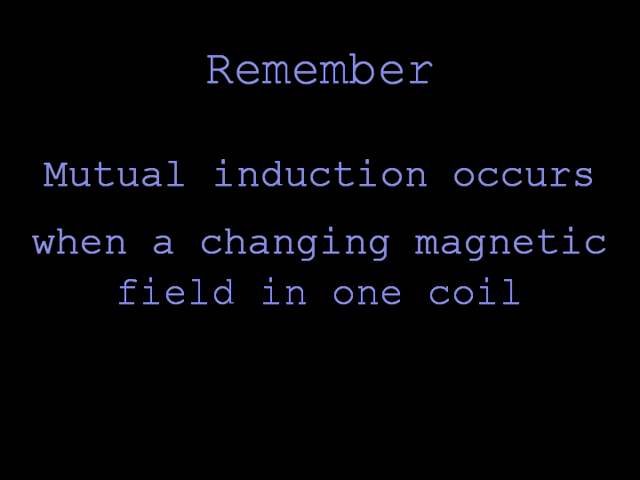 Remember
Mutual induction occurs
when a changing magnetic
field in one coil